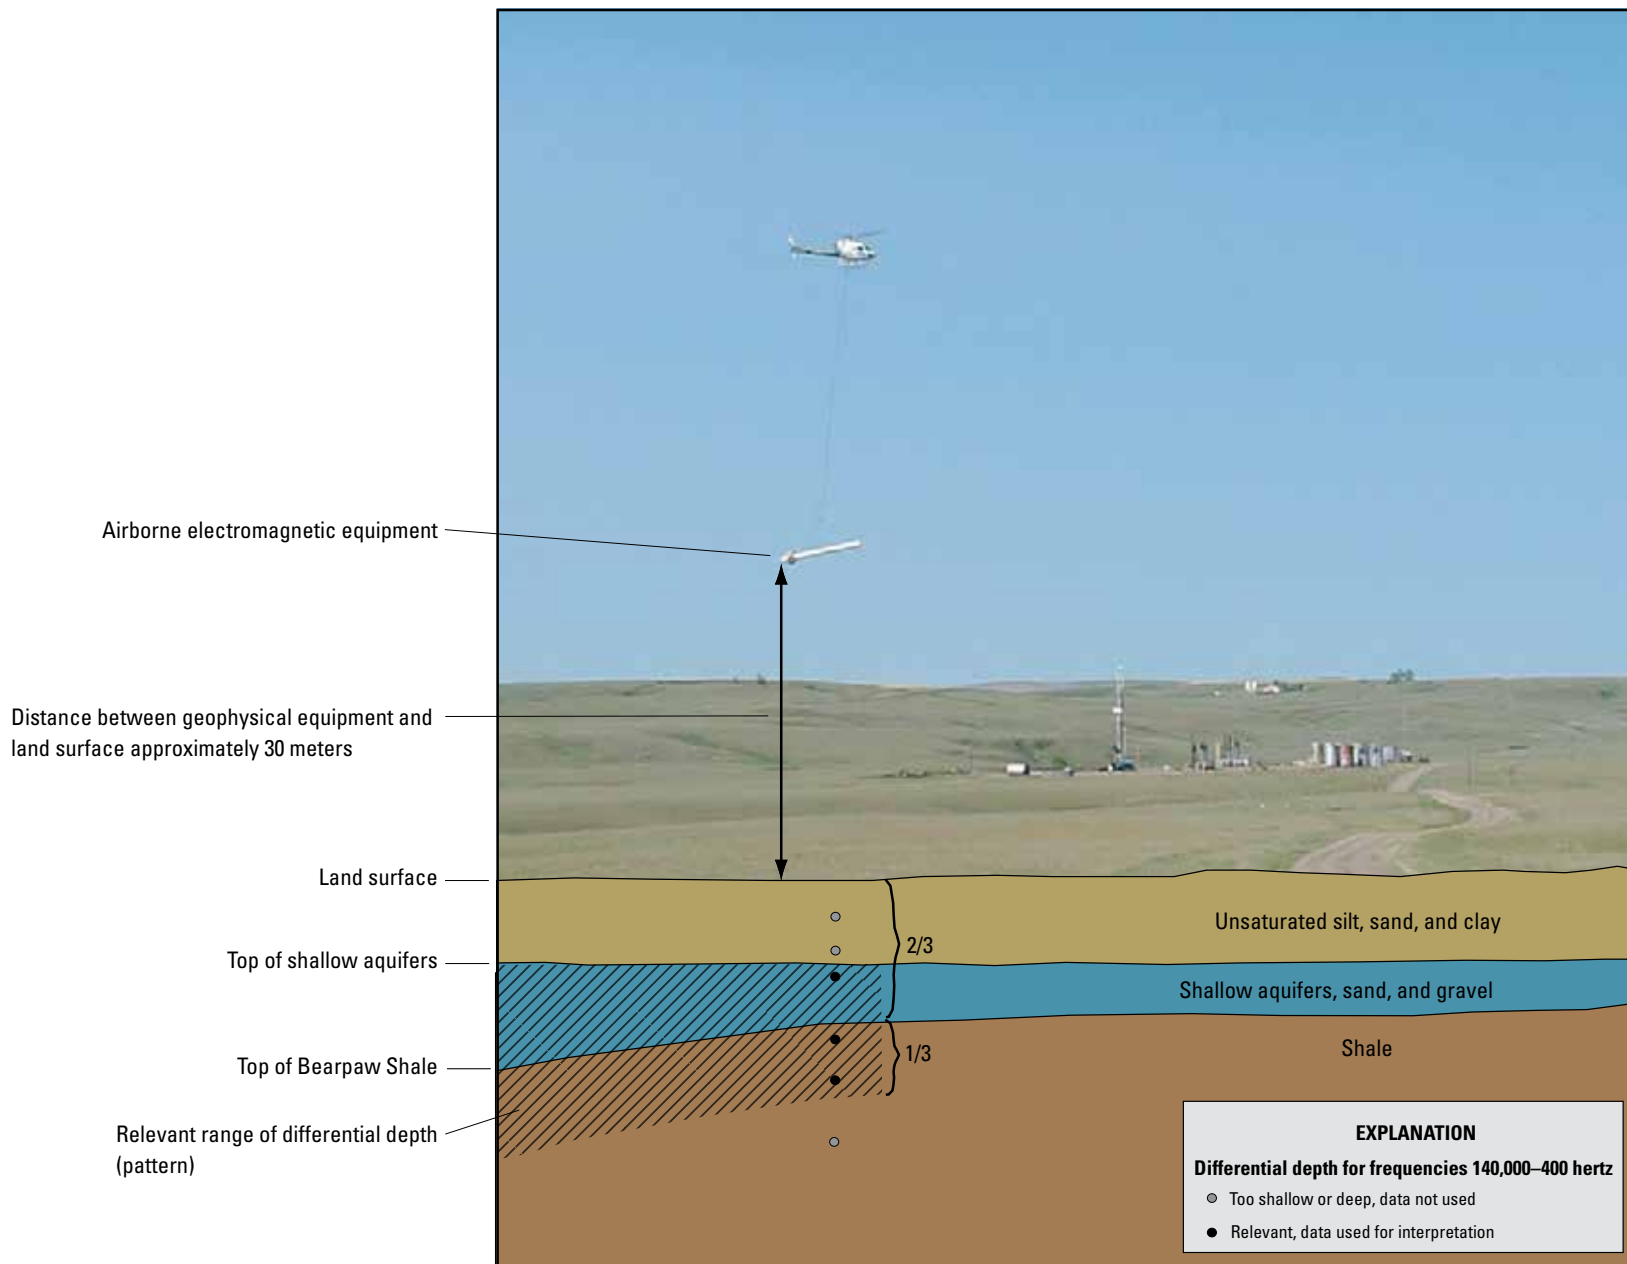 Airborne electromagnetic equipment
Distance between geophysical equipment and
land surface approximately 30 meters
Land surface
Top of shallow aquifers
Top of Bearpaw Shale
Relevant range of differential depth
(pattern)
2/3
1/3
Unsaturated silt, sand, and clay
Shallow aquifers, sand, and gravel
Shale
EXPLANATION
Differential depth for frequencies 140,000–400 hertz
Too shallow or deep, data not used
Relevant, data used for interpretation